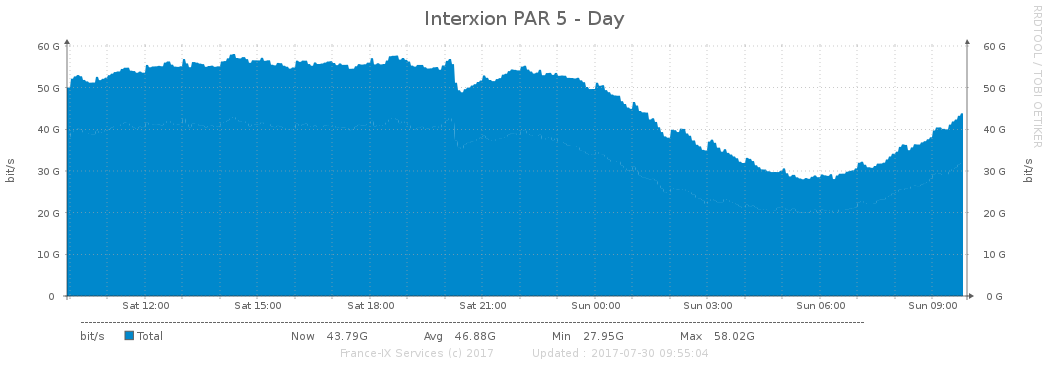 Interxion PAR 5 - Day
RRDTOOL / TOBI OETIKER
bit/s
60 G
50 G
40 G
30 G
20 G
10 G
0
60 G
50 G
40 G
30 G
20 G
10 G
0 G
bit/s
Sat 12:00 Sat 15:00 Sat 18:00 Sat 21:00 Sun 00:00 Sun 03:00 Sun 06:00 Sun 09:00
bit/s Total Now 43.79G Avg 46.88G Min 27.95G Max 58.02G
France-IX Services (c) 2017 Updated : 2017-07-30 09:55:04